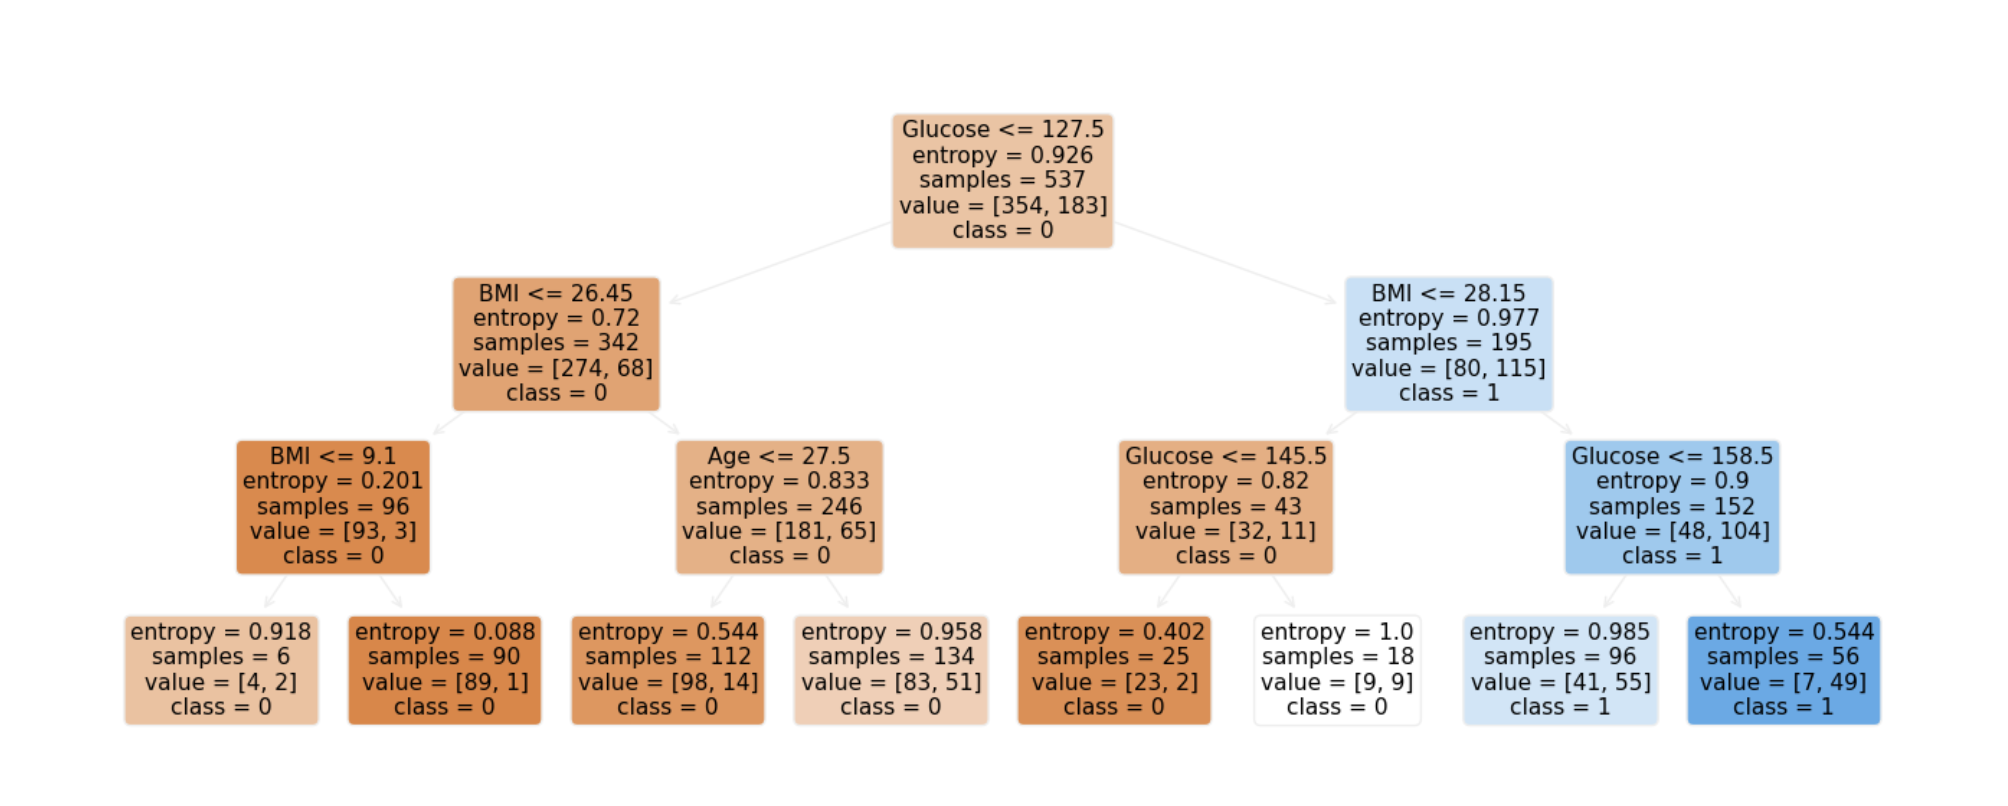 Glucose <= 127.5
entropy = 0.926
samples = 537
value = [354, 183]
class = 0
BMI <= 26.45
entropy = 0.72
samples = 342
value = [274, 68]
class = 0
BMI <= 28.15
entropy = 0.977
samples = 195
value = [80, 115]
class = 1
BMI <= 9.1
entropy = 0.201
samples = 96
value = [93, 3]
class = 0
Age <= 27.5
entropy = 0.833
samples = 246
value = [181, 65]
class = 0
Glucose <= 145.5
entropy = 0.82
samples = 43
value = [32, 11]
class = 0
Glucose <= 158.5
entropy = 0.9
samples = 152
value = [48, 104]
class = 1
entropy = 0.918
samples = 6
value = [4, 2]
class = 0
entropy = 0.088
samples = 90
value = [89, 1]
class = 0
entropy = 0.544
samples = 112
value = [98, 14]
class = 0
entropy = 0.958
samples = 134
value = [83, 51]
class = 0
entropy = 0.402
samples = 25
value = [23, 2]
class = 0
entropy = 1.0
samples = 18
value = [9, 9]
class = 0
entropy = 0.985
samples = 96
value = [41, 55]
class = 1
entropy = 0.544
samples = 56
value = [7, 49]
class = 1